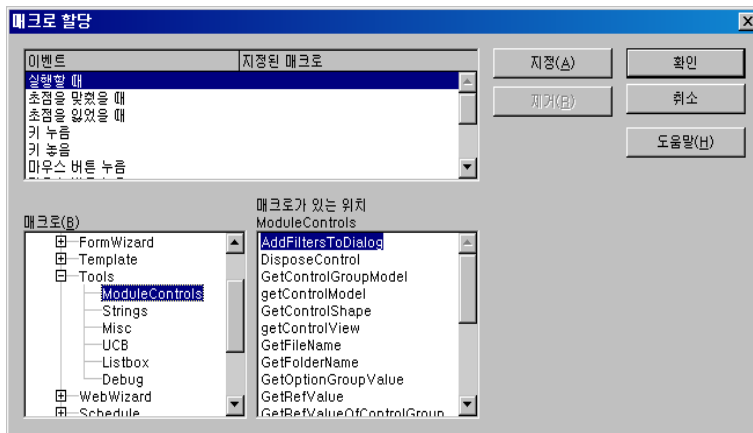 매크로 할당
이벤트
지정된 매크로
실행할 때
초점을 맞췄을 때
초점을 잃었을 때
키 누음
키 놓음
마우스 버튼 누음
지정(A)
제거(R)
확인
취소
도움말(H)
매크로(B)
FormWizard
Template
Tools
ModuleControls
Strings
Misc
UCB
Listbox
Debug
WebWizard
Schedule
매크로가 있는 위치
ModuleControls
AddFiltersToDialog
DisposeControl
GetControlGroupModel
getControlModel
GetControlShape
getControlView
GetFileName
GetFolderName
GetOptionGroupValue
GetRefValue
GetRefValueOfControlGroup